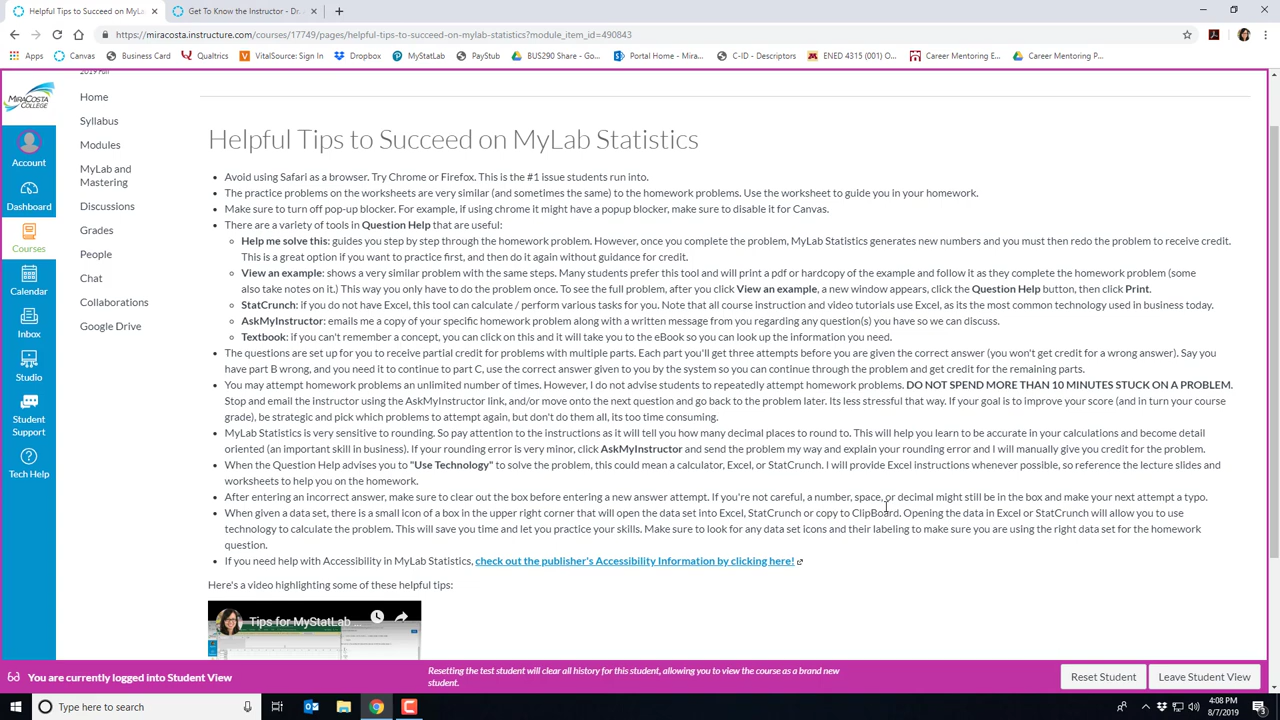 Helpful Tips to Succeed on M
Get To Know the Instructor - Dr.
miracosta.instructure.com/courses/17749/pages/helpful-tips-to-succeed-on-mylab-statistics?module_item_id=490843
Apps Canvas Business Card Qualtrics VitalSource: Sign In Dropbox MyStatLab PayStub BUS290 Share - Go... Portal Home - Mira... C-ID - Descriptors ENED 4315 (001) O... Career Mentoring E... Career Mentoring P...
2019 Fall
MIRACOSTA
COLLEGE
Account
Dashboard
Courses
Calendar
Inbox
Studio
Student
Support
Tech Help
Home
Syllabus
Modules
MyLab and
Mastering
Discussions
Grades
People
Chat
Collaborations
Google Drive
Helpful Tips to Succeed on MyLab Statistics
Avoid using Safari as a browser. Try Chrome or Firefox. This is the #1 issue students run into.
The practice problems on the worksheets are very similar (and sometimes the same) to the homework problems. Use the worksheet to guide you in your homework.
Make sure to turn off pop-up blocker. For example, if using chrome it might have a popup blocker, make sure to disable it for Canvas.
There are a variety of tools in Question Help that are useful:
Help me solve this: guides you step by step through the homework problem. However, once you complete the problem, MyLab Statistics generates new numbers and you must then redo the problem to receive credit.
This is a great option if you want to practice first, and then do it again without guidance for credit.
View an example: shows a very similar problem with the same steps. Many students prefer this tool and will print a pdf or hardcopy of the example and follow it as they complete the homework problem (some
also take notes on it.) This way you only have to do the problem once. To see the full problem, after you click View an example, a new window appears, click the Question Help button, then click Print.
StatCrunch: if you do not have Excel, this tool can calculate / perform various tasks for you. Note that all course instruction and video tutorials use Excel, as its the most common technology used in business today.
AskMyInstructor: emails me a copy of your specific homework problem along with a written message from you regarding any question(s) you have so we can discuss.
Textbook: if you can't remember a concept, you can click on this and it will take you to the eBook so you can look up the information you need.
The questions are set up for you to receive partial credit for problems with multiple parts. Each part you'll get three attempts before you are given the correct answer (you won't get credit for a wrong answer). Say you
have part B wrong, and you need it to continue to part C, use the correct answer given to you by the system so you can continue through the problem and get credit for the remaining parts.
You may attempt homework problems an unlimited number of times. However, I do not advise students to repeatedly attempt homework problems. DO NOT SPEND MORE THAN 10 MINUTES STUCK ON A PROBLEM.
Stop and email the instructor using the AskMyInstructor link, and/or move onto the next question and go back to the problem later. Its less stressful that way. If your goal is to improve your score (and in turn your course
grade), be strategic and pick which problems to attempt again, but don't do them all, its too time consuming.
MyLab Statistics is very sensitive to rounding. So pay attention to the instructions as it will tell you how many decimal places to round to. This will help you learn to be accurate in your calculations and become detail
oriented (an important skill in business). If your rounding error is very minor, click AskMyInstructor and send the problem my way and explain your rounding error and I will manually give you credit for the problem.
When the Question Help advises you to "Use Technology" to solve the problem, this could mean a calculator, Excel, or StatCrunch. I will provide Excel instructions whenever possible, so reference the lecture slides and
worksheets to help you on the homework.
After entering an incorrect answer, make sure to clear out the box before entering a new answer attempt. If you're not careful, a number, space, or decimal might still be in the box and make your next attempt a typo.
When given a data set, there is a small icon of a box in the upper right corner that will open the data set into Excel, StatCrunch or copy to ClipBoard. Opening the data in Excel or StatCrunch will allow you to use
technology to calculate the problem. This will save you time and let you practice your skills. Make sure to look for any data set icons and their labeling to make sure you are using the right data set for the homework
question.
If you need help with Accessibility in MyLab Statistics, check out the publisher's Accessibility Information by clicking here!
Here's a video highlighting some of these helpful tips:
Tips for MyStatLab ...
You are currently logged into Student View
Resetting the test student will clear all history for this student, allowing you to view the course as a brand new
student.
Reset Student
Leave Student View
Type here to search
4:08 PM
8/7/2019
3